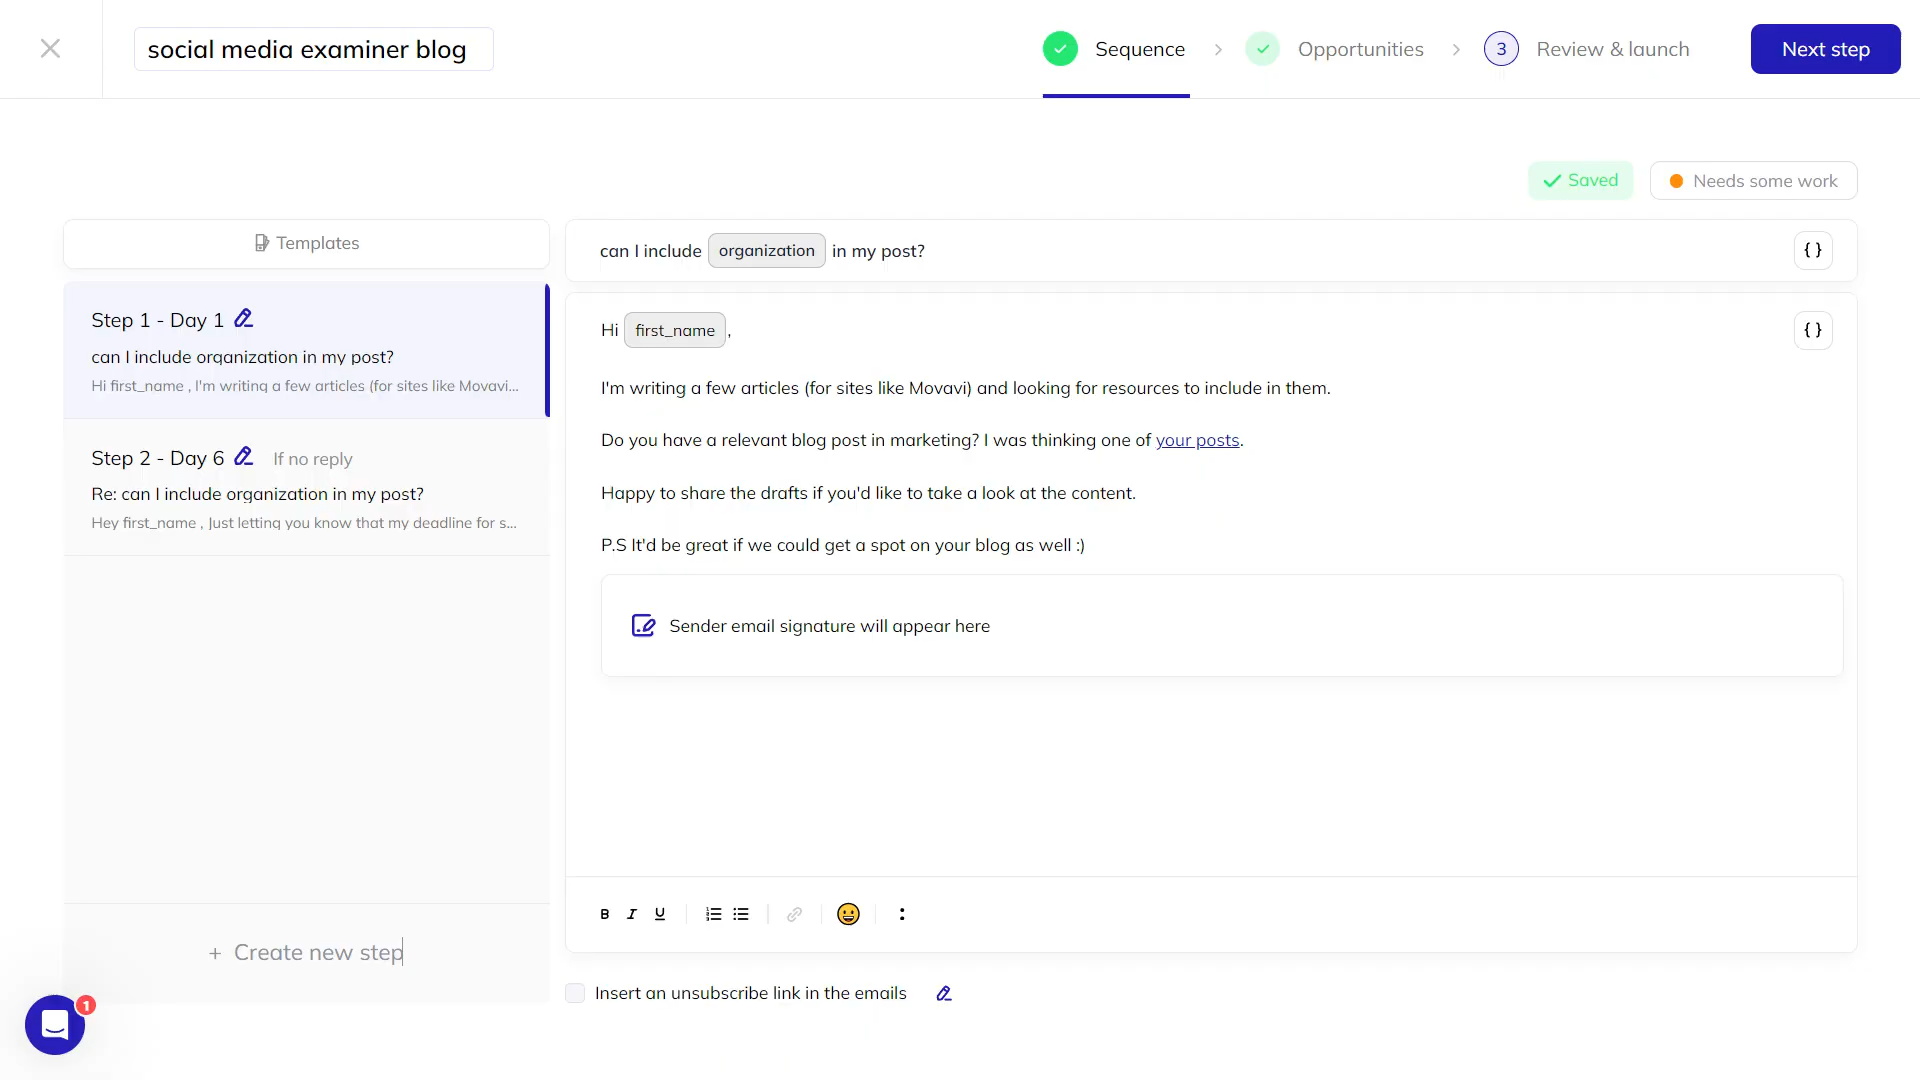 social media examiner blog
Sequence
Opportunities
3
Review & launch
Next step
Saved
Needs some work
Templates
Step 1 - Day 1
can I include organization in my post?
Hi first_name , I'm writing a few articles (for sites like Movavi...
Step 2 - Day 6 If no reply
Re: can I include organization in my post?
Hey first_name , Just letting you know that my deadline for s...
+ Create new step
1
can I include organization in my post?
{ }
Hi first_name ,
{ }
I'm writing a few articles (for sites like Movavi) and looking for resources to include in them.
Do you have a relevant blog post in marketing? I was thinking one of your posts.
Happy to share the drafts if you'd like to take a look at the content.
P.S It'd be great if we could get a spot on your blog as well :)
Sender email signature will appear here
B I U
Insert an unsubscribe link in the emails